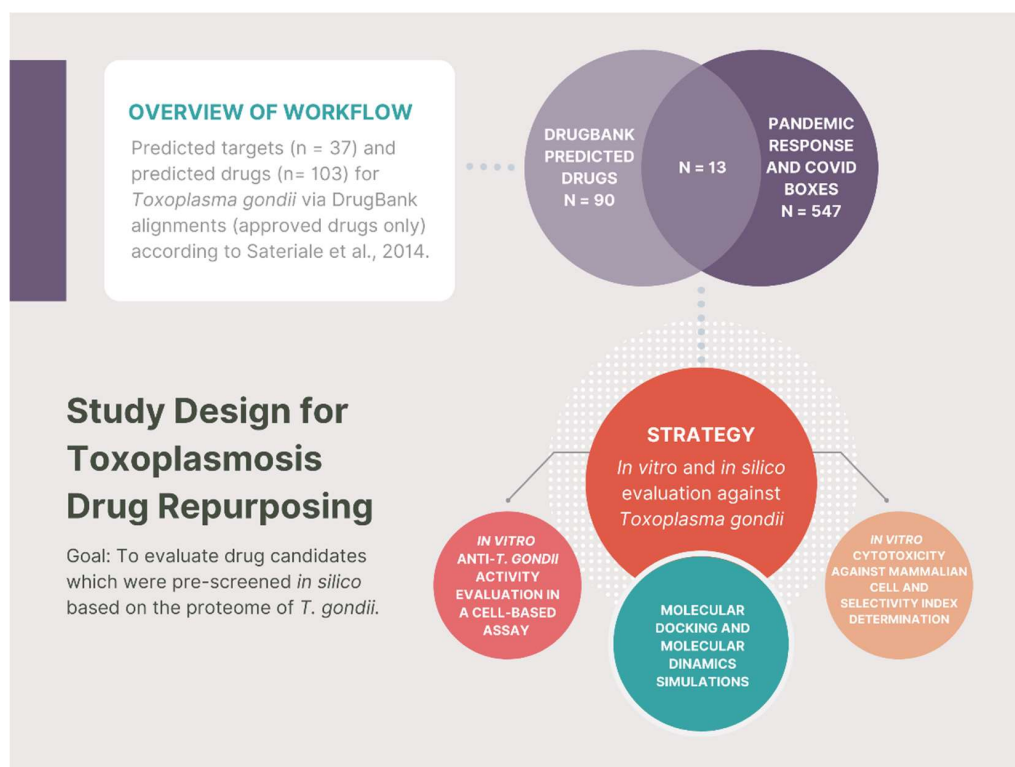 OVERVIEW OF WORKFLOW
Predicted targets (n = 37) and
predicted drugs (n= 103) for
Toxoplasma gondii via DrugBank
alignments (approved drugs only)
according to Sateriale et al., 2014.
DRUGBANK
PREDICTED
DRUGS
N = 90
N = 13
PANDEMIC
RESPONSE
AND COVID
BOXES
N = 547
Study Design for
Toxoplasmosis
Drug Repurposing
Goal: To evaluate drug candidates
which were pre-screened in silico
based on the proteome of T. gondii.
STRATEGY
In vitro and in silico
evaluation against
Toxoplasma gondii
IN VITRO
ANTI-T. GONDII
ACTIVITY
EVALUATION IN
A CELL-BASED
ASSAY
MOLECULAR
DOCKING AND
MOLECULAR
DINAMICS
SIMULATIONS
IN VITRO
CYTOTOXICITY
AGAINST MAMMALIAN
CELL AND
SELECTIVITY INDEX
DETERMINATION